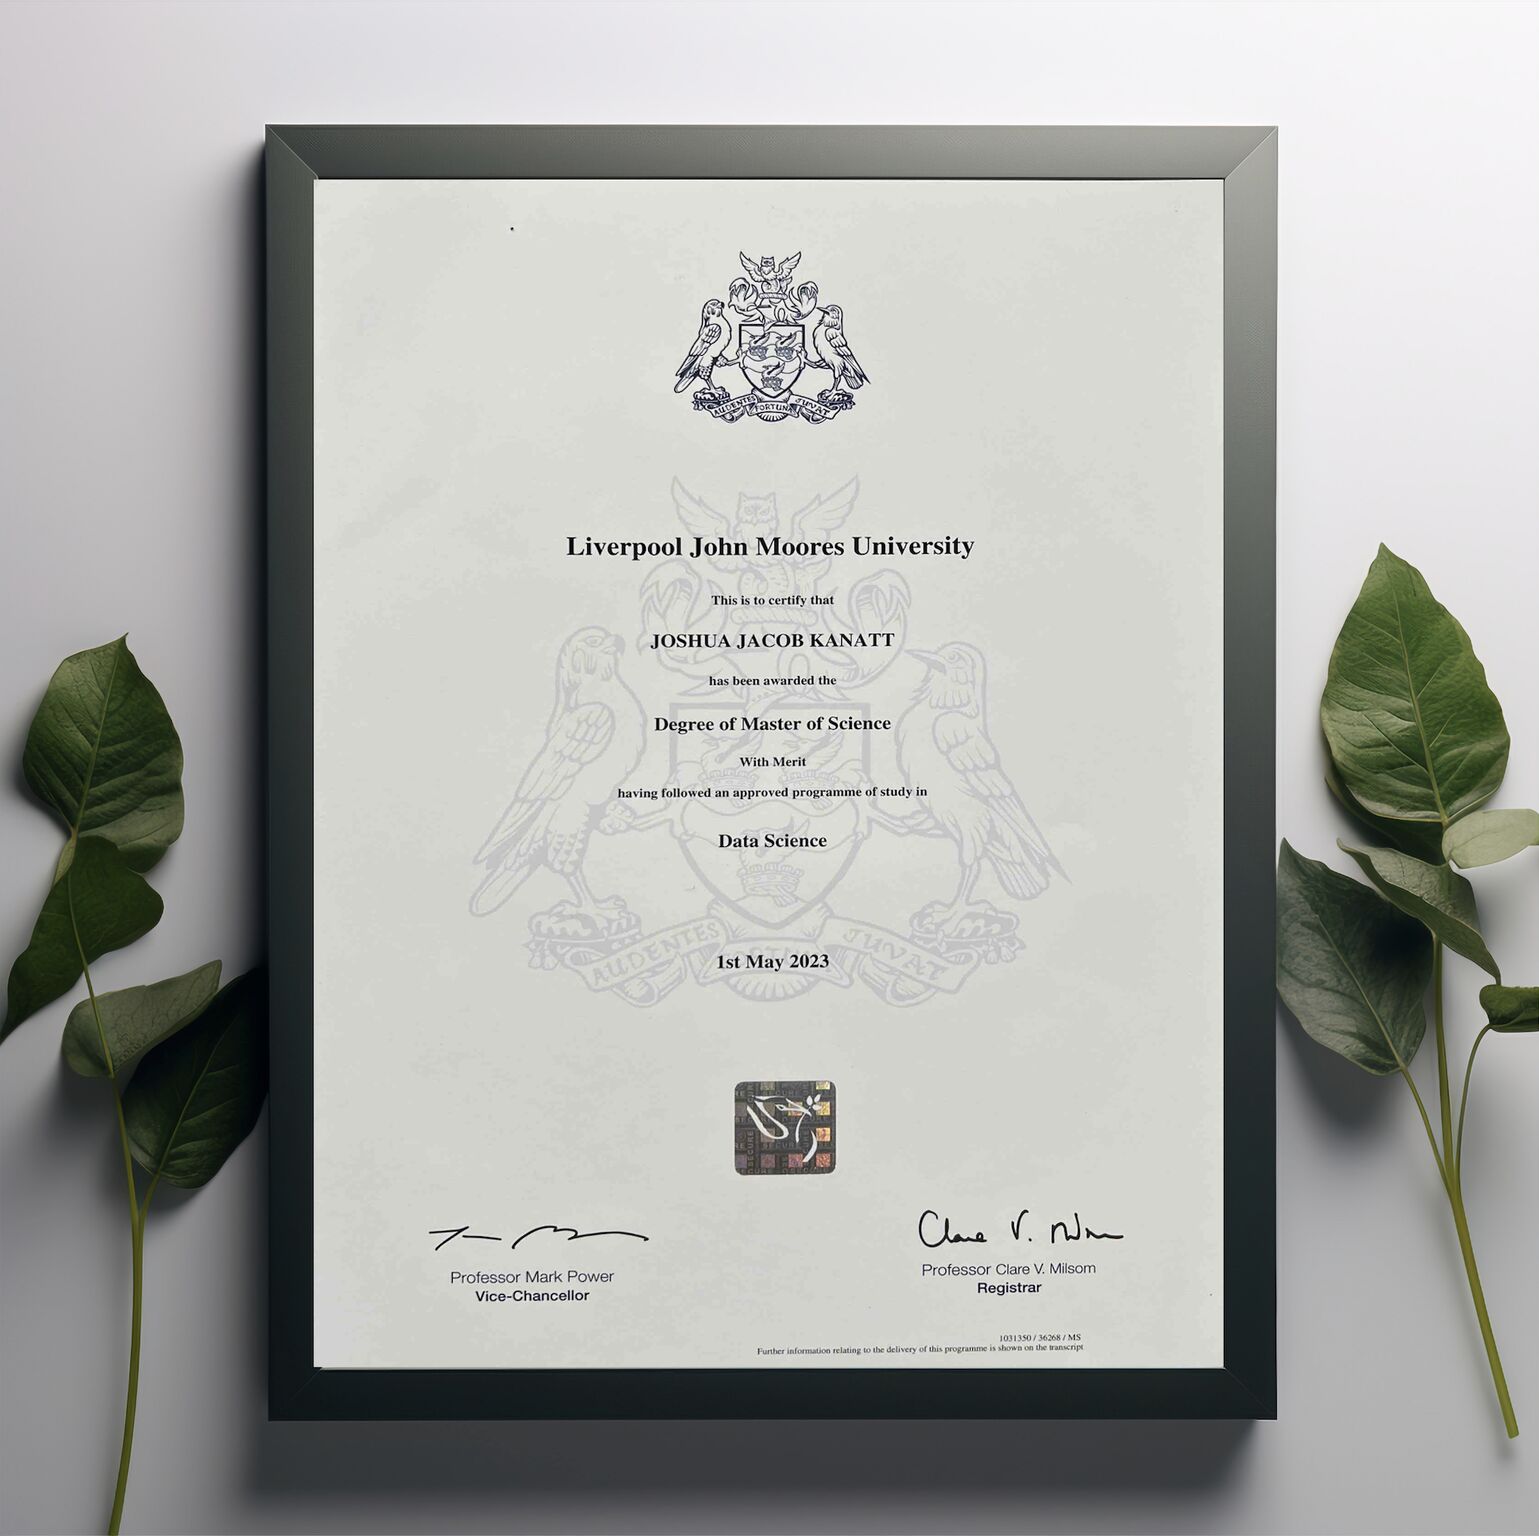 AUDENTES FORTUNA JUVAT
Liverpool John Moores University
This is to certify that
JOSHUA JACOB KANATT
has been awarded the
Degree of Master of Science
With Merit
having followed an approved programme of study in
Data Science
AUDENTES FORTUNA JUVAT
1st May 2023
SECURE
Clare V. Milsom
Professor Mark Power
Vice-Chancellor
Professor Clare V. Milsom
Registrar
1031350 / 36268 / MS
Further information relating to the delivery of this programme is shown on the transcript